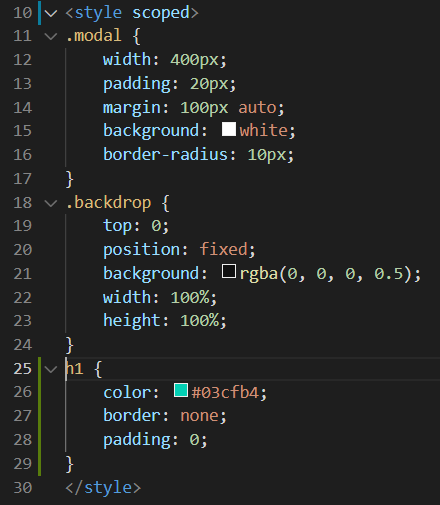 10 <style scoped>
11 .modal {
12     width: 400px;
13     padding: 20px;
14     margin: 100px auto;
15     background: white;
16     border-radius: 10px;
17 }
18 .backdrop {
19     top: 0;
20     position: fixed;
21     background: rgba(0, 0, 0, 0.5);
22     width: 100%;
23     height: 100%;
24 }
25 h1 {
26     color: #03cfb4;
27     border: none;
28     padding: 0;
29 }
30 </style>